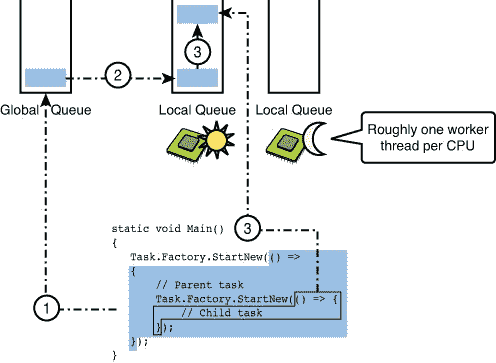 3
2
3
Global Queue
Local Queue
Local Queue
Roughly one worker
thread per CPU
1
static void Main()
{
Task.Factory.StartNew(() =>
{
// Parent task
Task.Factory.StartNew(() => {
// Child task
});
});
}